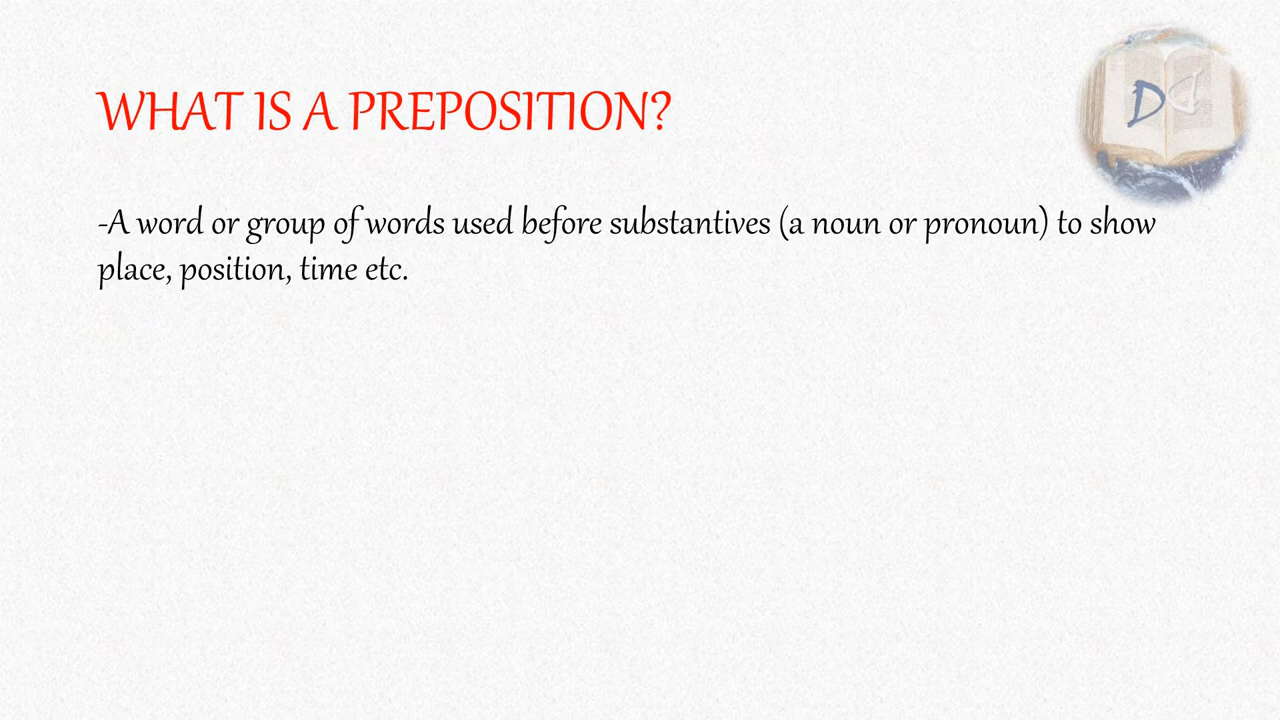 WHAT IS A PREPOSITION?
-A word or group of words used before substantives (a noun or pronoun) to show
place, position, time etc.